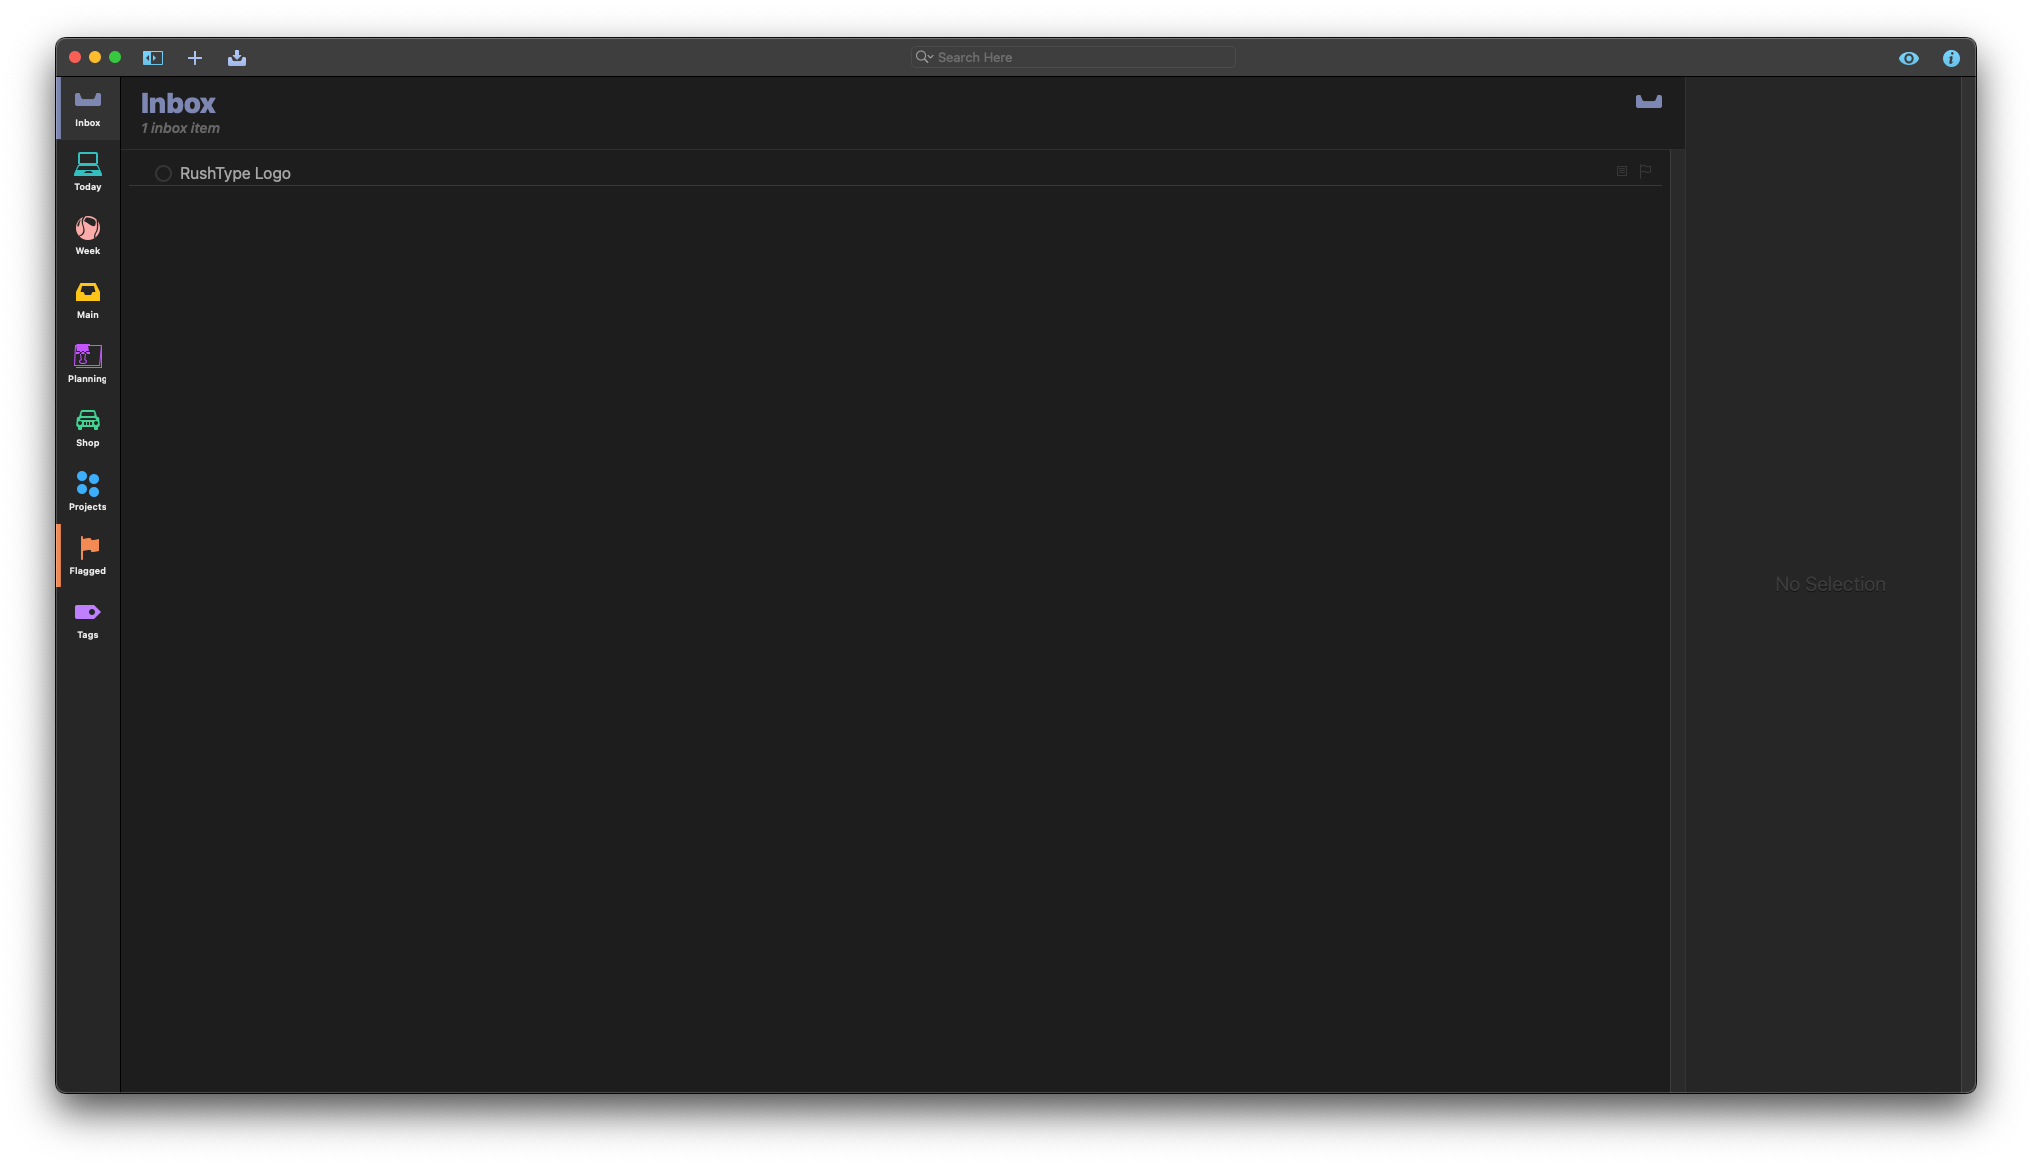 Search Here
Inbox
Today
Week
Main
Planning
Shop
Projects
Flagged
Tags
Inbox
1 inbox item
RushType Logo
No Selection